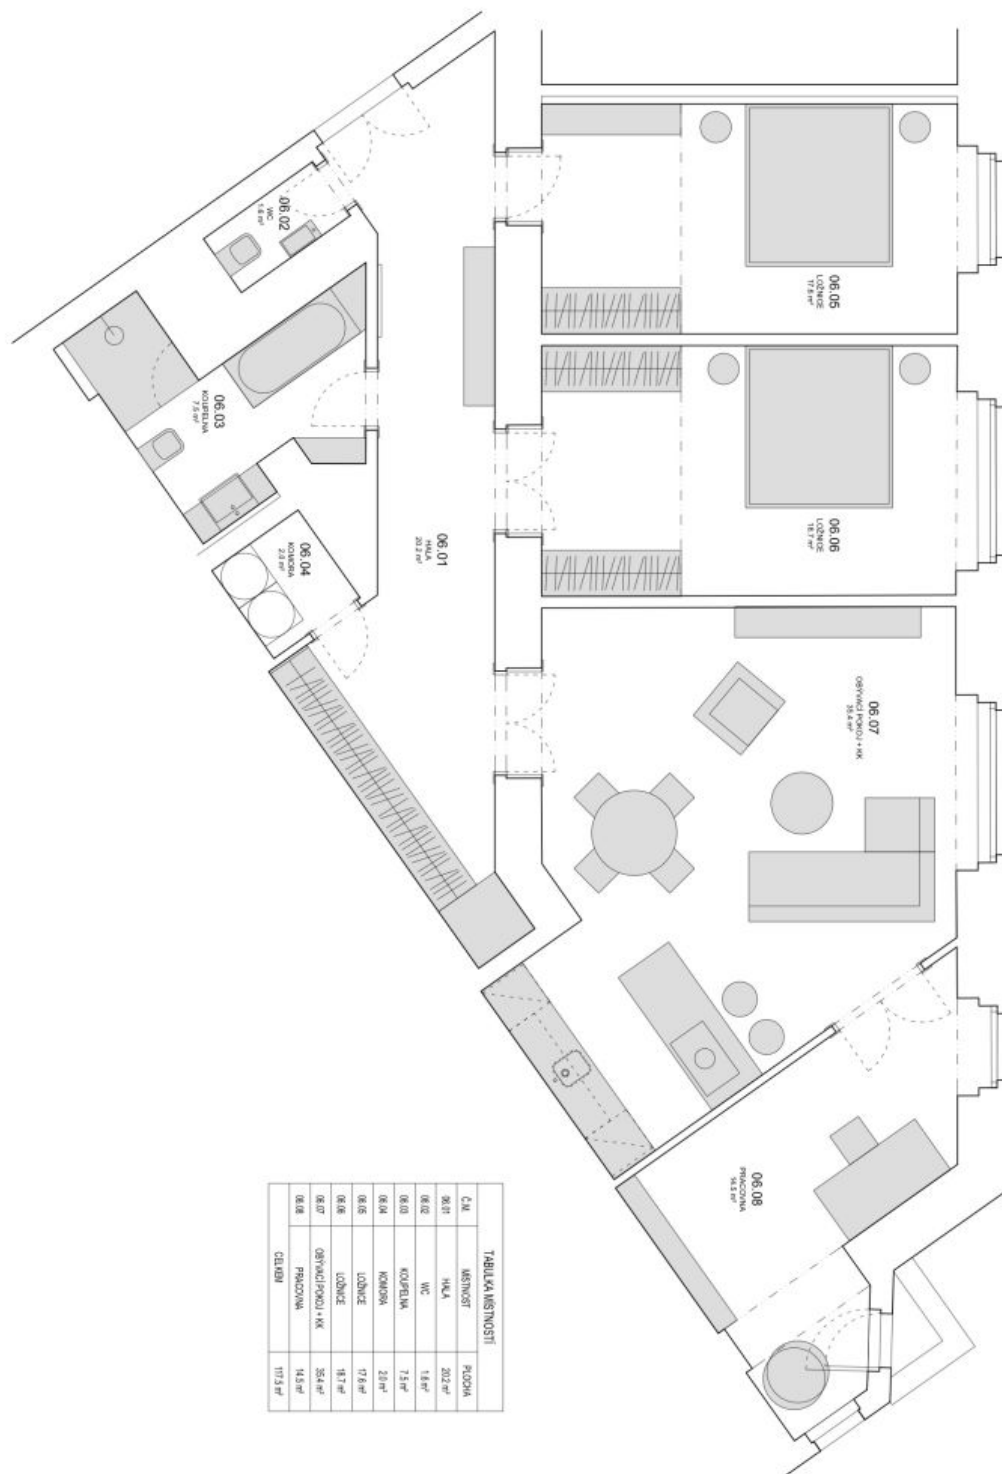 06.01
HALA
20.2 m²
06.02
WC
1.6 m²
06.03
KOUPELNA
7.5 m²
06.04
KOMORA
2.0 m²
06.05
LOŽNICE
17.6 m²
06.06
LOŽNICE
18.7 m²
06.07
OBÝVACÍ POKOJ + KK
35.4 m²
06.08
PRACOVNA
14.5 m²
TABULKA MÍSTNOSTÍ
Č.M. MÍSTNOST PLOCHA
06.01 HALA 20.2 m²
06.02 WC 1.6 m²
06.03 KOUPELNA 7.5 m²
06.04 KOMORA 2.0 m²
06.05 LOŽNICE 17.6 m²
06.06 LOŽNICE 18.7 m²
06.07 OBÝVACÍ POKOJ + KK 35.4 m²
06.08 PRACOVNA 14.5 m²
CELKEM 117.5 m²